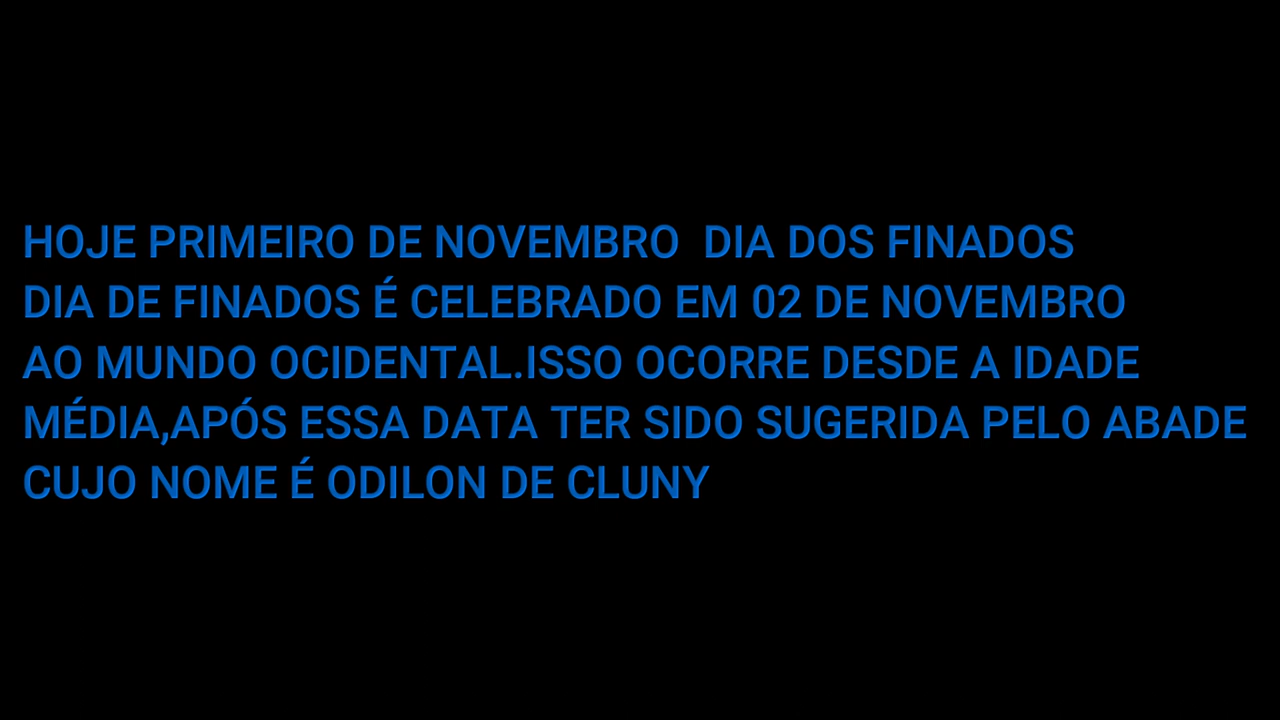 HOJE PRIMEIRO DE NOVEMBRO  DIA DOS FINADOS
DIA DE FINADOS É CELEBRADO EM 02 DE NOVEMBRO
AO MUNDO OCIDENTAL.ISSO OCORRE DESDE A IDADE
MÉDIA,APÓS ESSA DATA TER SIDO SUGERIDA PELO ABADE
CUJO NOME É ODILON DE CLUNY